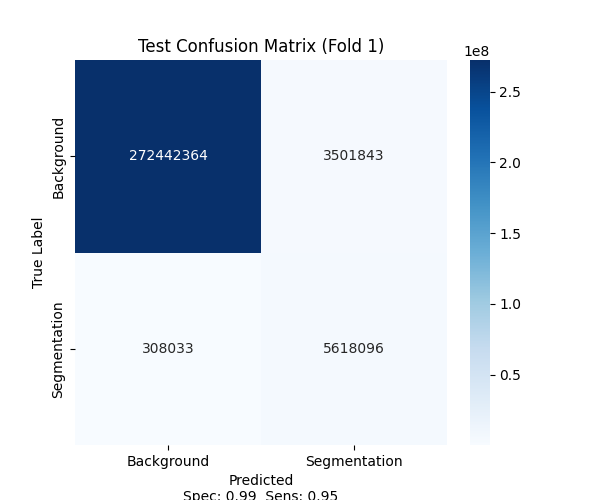 Test Confusion Matrix (Fold 1)
1e8
Background
272442364
3501843
2.5
2.0
1.5
1.0
0.5
True Label
Segmentation
308033
5618096
Background
Segmentation
Predicted
Spec: 0.99 Sens: 0.95